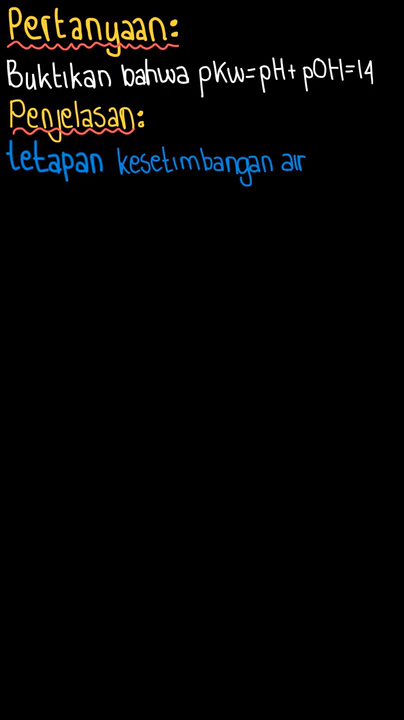 Pertanyaan:
Buktikan bahwa pKw=pH+pOH=14
Penjelasan:
tetapan kesetimbangan air